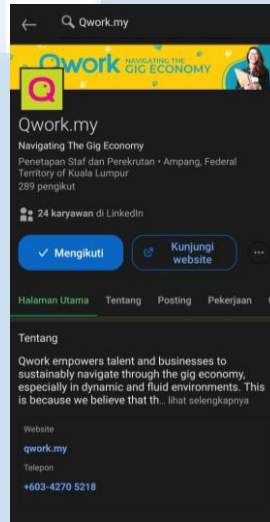 Qwork.my
Qwork NAVIGATING THE
GIG ECONOMY
Q
Qwork.my
Navigating The Gig Economy
Penetapan Staf dan Perekrutan • Ampang, Federal
Territory of Kuala Lumpur
289 pengikut
24 karyawan di LinkedIn
Mengikuti
Kunjungi
website
Halaman Utama Tentang Posting Pekerjaan
Tentang
Qwork empowers talent and businesses to
sustainably navigate through the gig economy,
especially in dynamic and fluid environments. This
is because we believe that th... lihat selengkapnya
Website
qwork.my
Telepon
+603-4270 5218